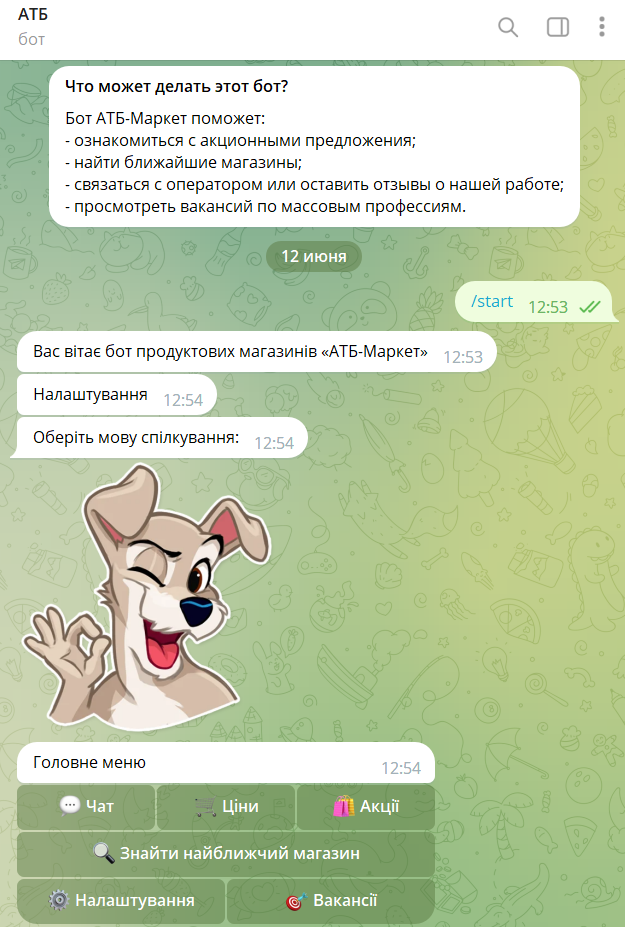 АТБ
бот
Что может делать этот бот?
Бот АТБ-Маркет поможет:
- ознакомиться с акционными предложения;
- найти ближайшие магазины;
- связаться с оператором или оставить отзывы о нашей работе;
- просмотреть вакансий по массовым профессиям.
12 июня
/start 12:53
Вас вітає бот продуктових магазинів «АТБ-Маркет» 12:53
Налаштування 12:54
Оберіть мову спілкування: 12:54
Головне меню 12:54
Чат Ціни Акції
Знайти найближчий магазин
Налаштування Вакансії